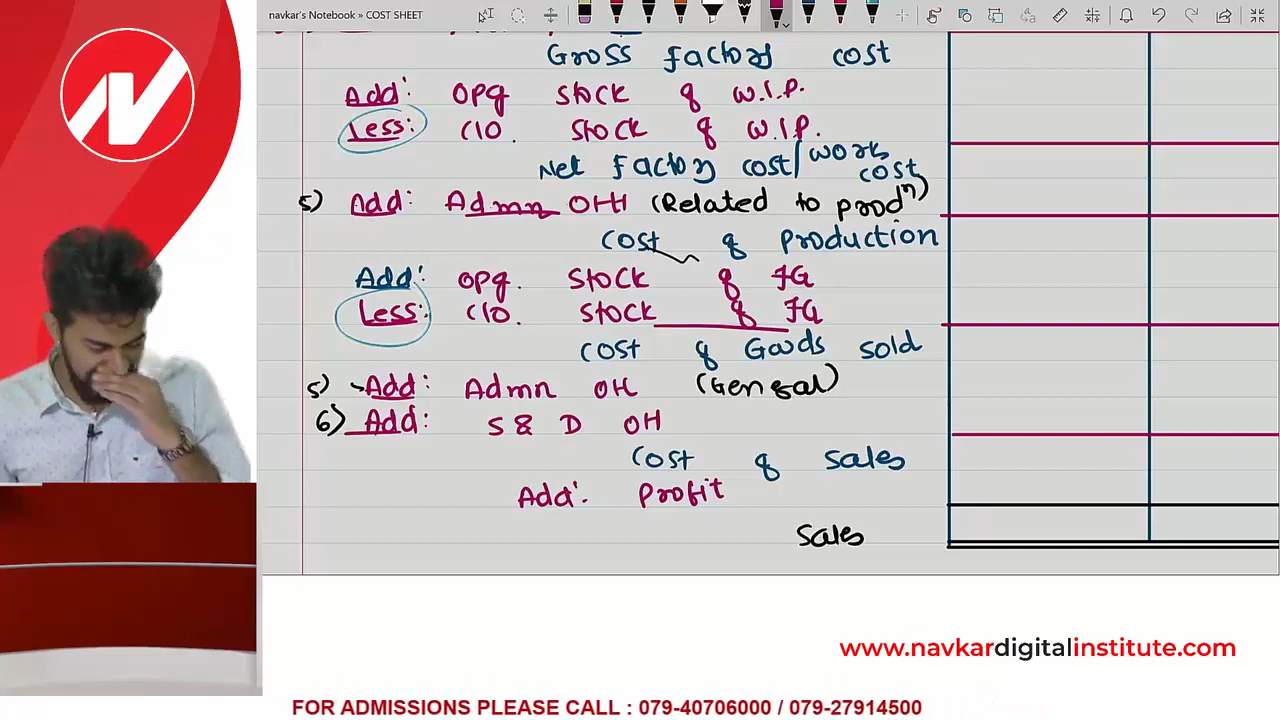 navkar's Notebook » COST SHEET
Gross factory cost
Add: opg stock of W.I.P.
Less: clo. stock of W.I.P.
Net factory cost/work cost
5) Add: Admn OHH (Related to prodⁿ)
cost of production
Add: opg. stock of FG
Less: clo. stock of FG
cost of Goods sold
5) Add: Admn OH (General)
6) Add: S & D OH
cost of sales
Add: profit
sales
www.navkardigitalinstitute.com
FOR ADMISSIONS PLEASE CALL : 079-40706000 / 079-27914500